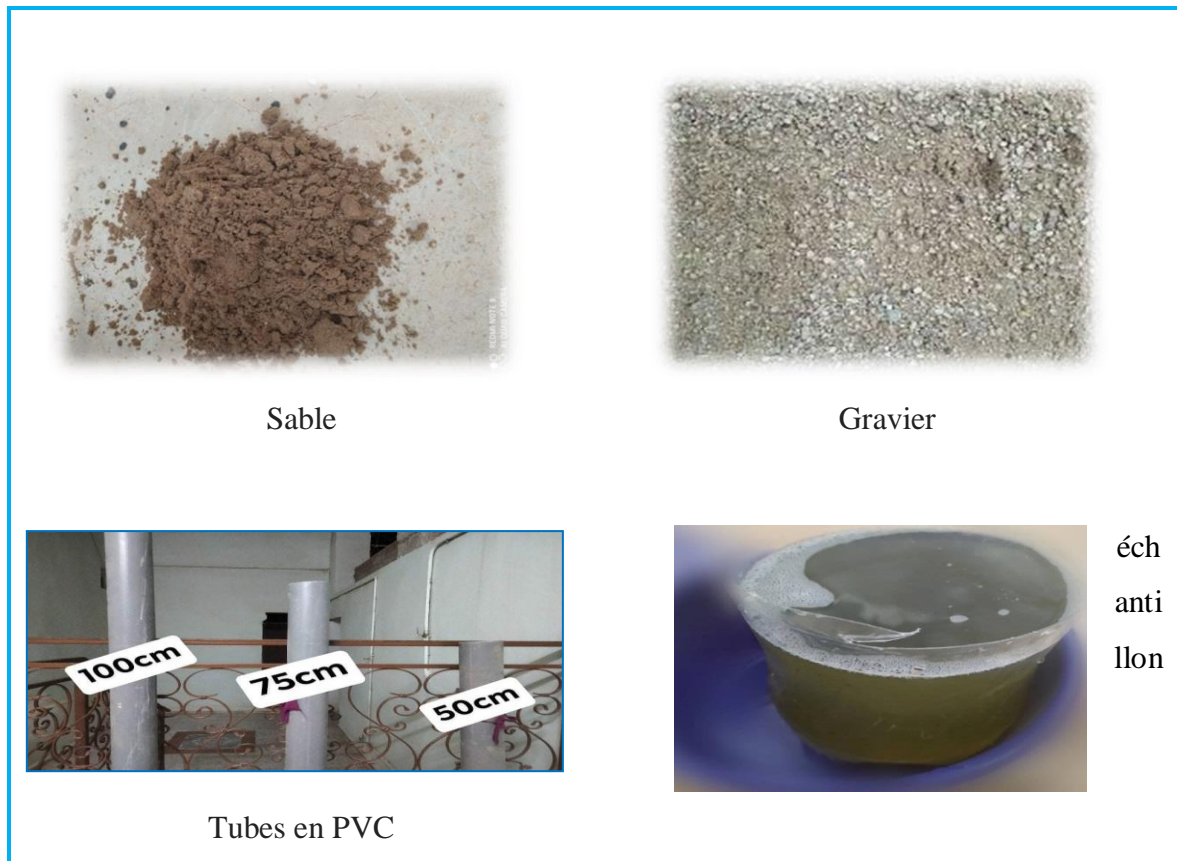 Sable
Gravier
100cm
75cm
50cm
éch
anti
llon
Tubes en PVC